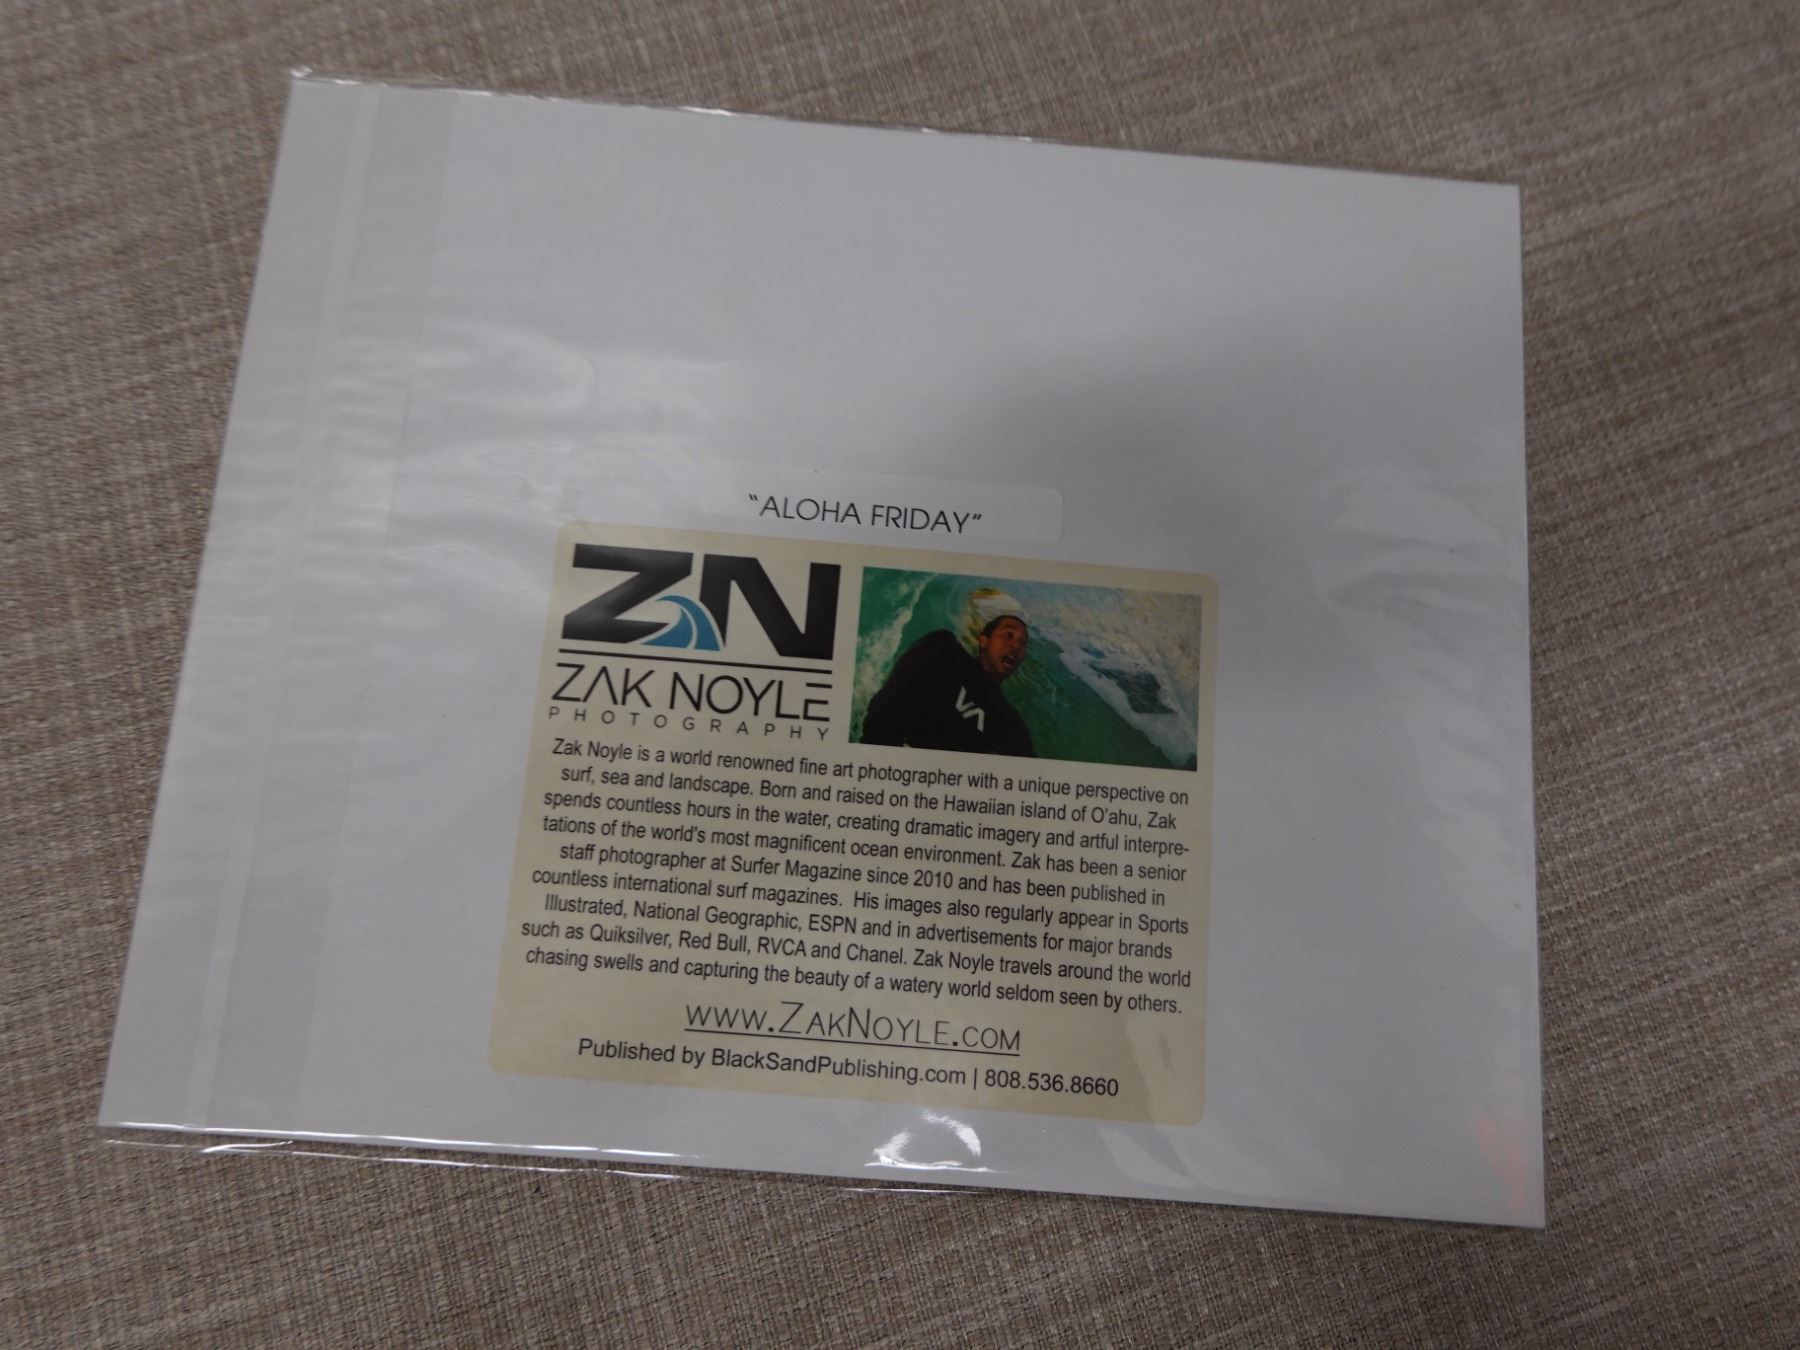 “ALOHA FRIDAY”
ZN
ZAK NOYLE
PHOTOGRAPHY
VA
Zak Noyle is a world renowned fine art photographer with a unique perspective on
surf, sea and landscape. Born and raised on the Hawaiian island of O'ahu, Zak
spends countless hours in the water, creating dramatic imagery and artful interpre-
tations of the world's most magnificent ocean environment. Zak has been a senior
staff photographer at Surfer Magazine since 2010 and has been published in
countless international surf magazines. His images also regularly appear in Sports
Illustrated, National Geographic, ESPN and in advertisements for major brands
such as Quiksilver, Red Bull, RVCA and Chanel. Zak Noyle travels around the world
chasing swells and capturing the beauty of a watery world seldom seen by others.
www.ZakNoyle.com
Published by BlackSandPublishing.com | 808.536.8660